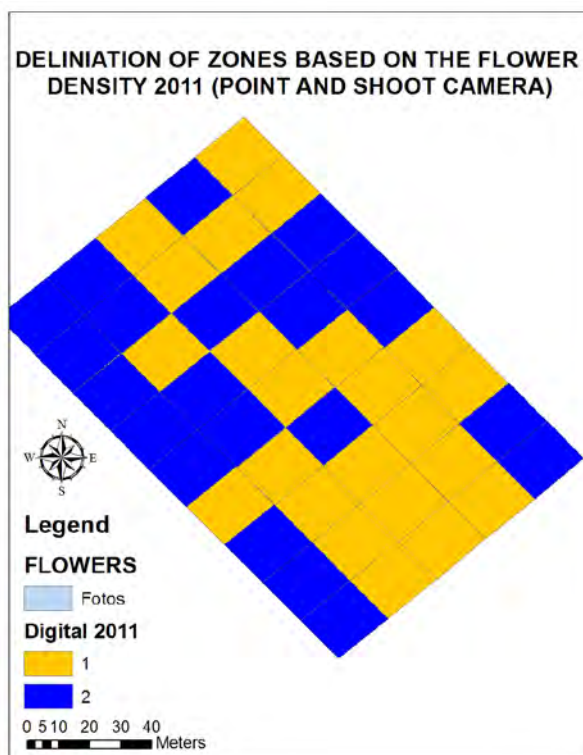 DELINIATION OF ZONES BASED ON THE FLOWER
DENSITY 2011 (POINT AND SHOOT CAMERA)
N
W E
S
Legend
FLOWERS
Fotos
Digital 2011
1
2
0 5 10 20 30 40
Meters